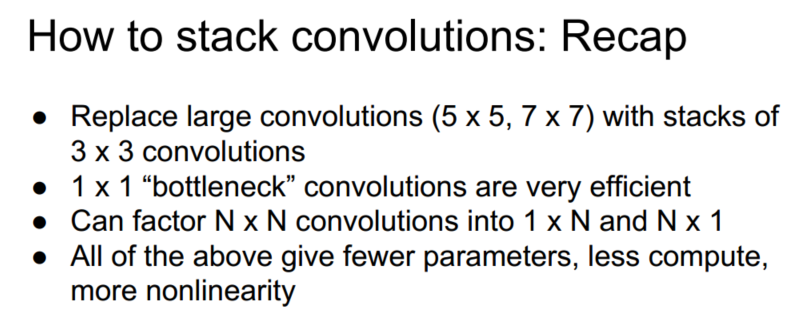 How to stack convolutions: Recap
● Replace large convolutions (5 x 5, 7 x 7) with stacks of
3 x 3 convolutions
● 1 x 1 “bottleneck” convolutions are very efficient
● Can factor N x N convolutions into 1 x N and N x 1
● All of the above give fewer parameters, less compute,
more nonlinearity